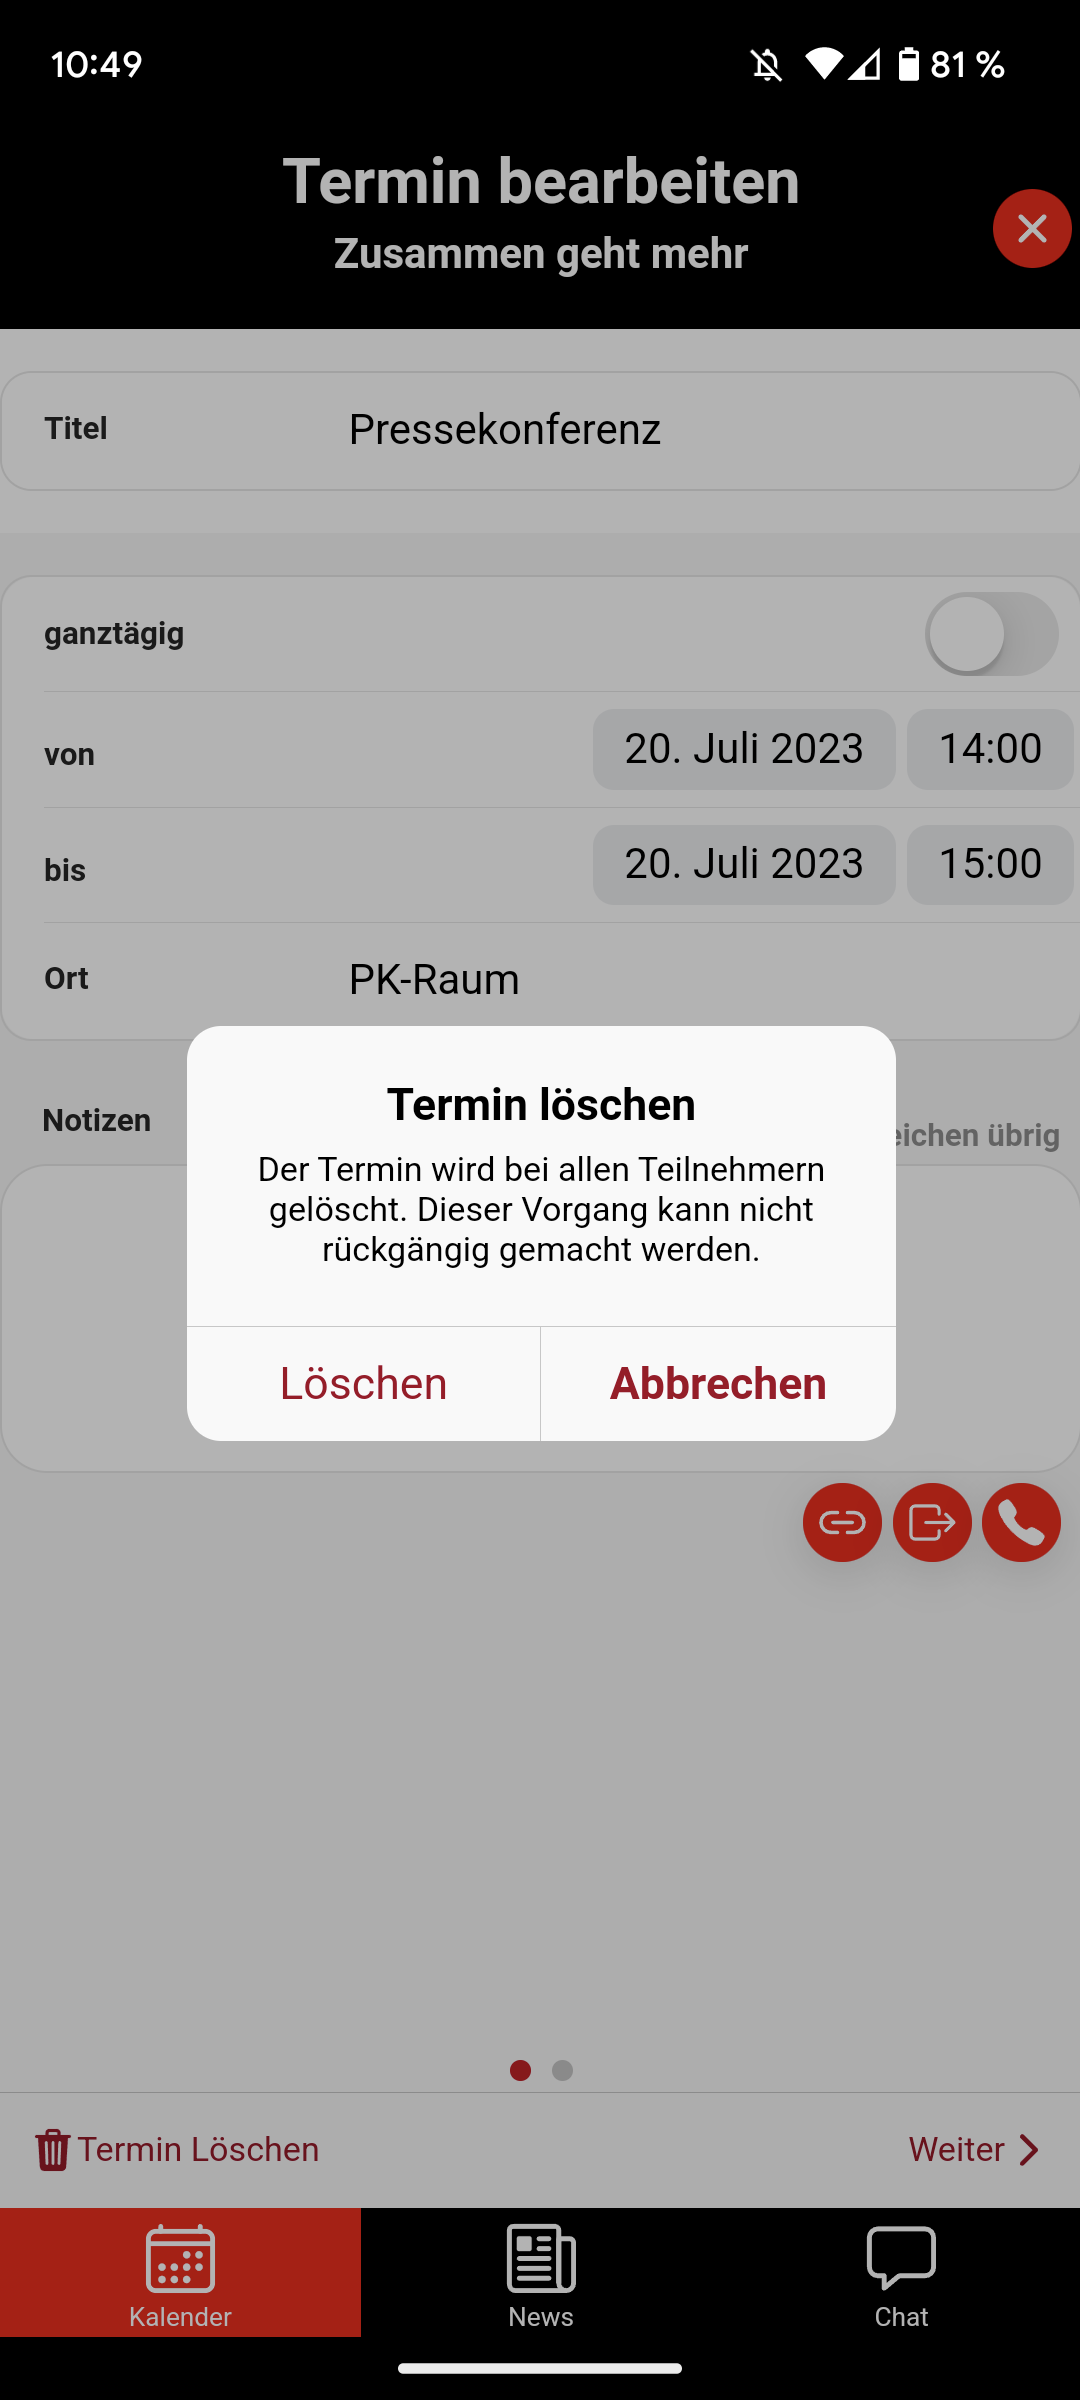 10:49
81 %
Termin bearbeiten
Zusammen geht mehr
Titel
Pressekonferenz
ganztägig
von
20. Juli 2023
14:00
bis
20. Juli 2023
15:00
Ort
PK-Raum
Notizen
übrig
Termin löschen
Der Termin wird bei allen Teilnehmern
gelöscht. Dieser Vorgang kann nicht
rückgängig gemacht werden.
Löschen
Abbrechen
Termin Löschen
Weiter
Kalender
News
Chat